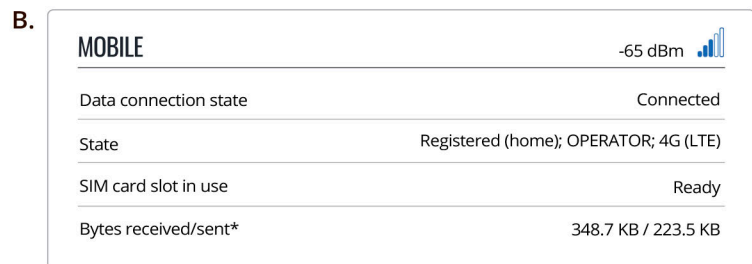 B.
MOBILE -65 dBm
Data connection state Connected
State Registered (home); OPERATOR; 4G (LTE)
SIM card slot in use Ready
Bytes received/sent* 348.7 KB / 223.5 KB